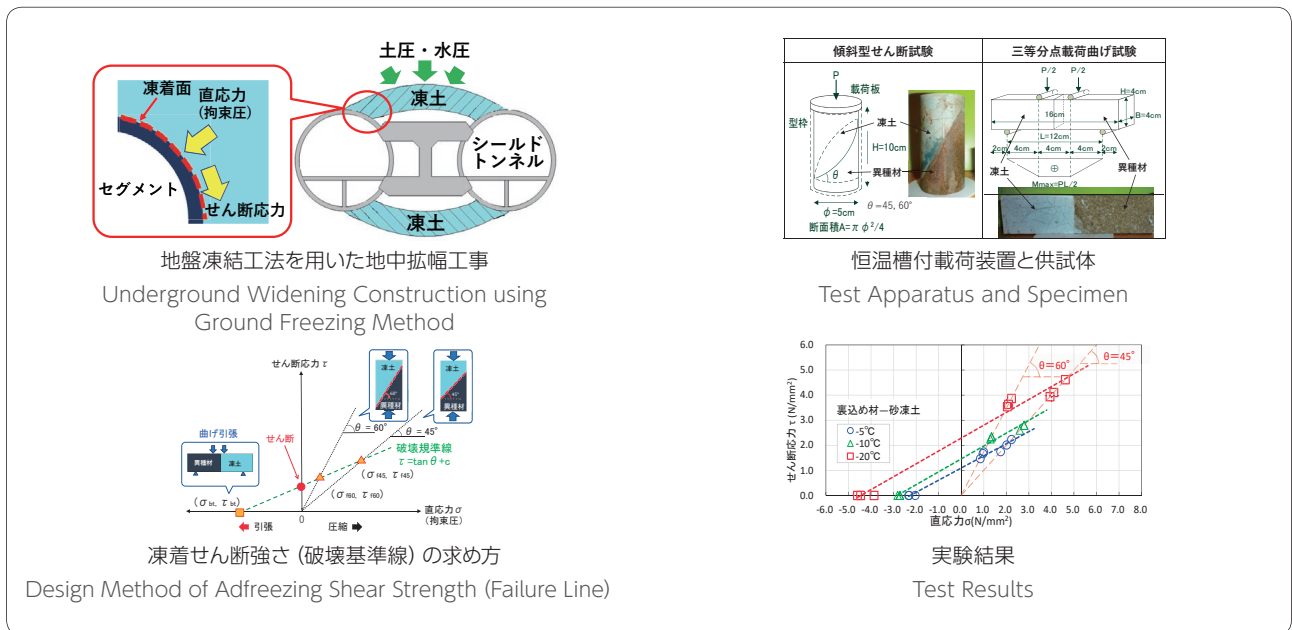 土圧・水圧
凍着面
直応力
(拘束圧)
凍土
シールド
トンネル
セグメント
せん断応力
凍土
地盤凍結工法を用いた地中拡幅工事
Underground Widening Construction using
Ground Freezing Method
傾斜型せん断試験
三等分点載荷曲げ試験
P
載荷板
型枠
凍土
H=10cm
異種材
θ
φ=5cm
θ=45, 60°
断面積A=πφ²/4
P/2
P/2
H=4cm
B=4cm
16cm
L=12cm
2cm
4cm
4cm
4cm
2cm
凍土
異種材
Mmax=PL/2
恒温槽付載荷装置と供試体
Test Apparatus and Specimen
せん断応力 τ
凍土
60°
異種材
凍土
45°
異種材
θ = 60°
θ = 45°
曲げ引張
異種材
凍土
せん断
破壊規準線
τ=tanθ+c
(σf45, τf45)
(σf60, τf60)
(σbt, τbt)
0
直応力σ
(拘束圧)
引張
圧縮
凍着せん断強さ (破壊基準線) の求め方
Design Method of Adfreezing Shear Strength (Failure Line)
せん断応力 τ(N/mm²)
6.0
5.0
4.0
3.0
2.0
1.0
0.0
θ=60°
θ=45°
裏込め材ー砂凍土
-5℃
-10℃
-20℃
-6.0 -5.0 -4.0 -3.0 -2.0 -1.0 0.0 1.0 2.0 3.0 4.0 5.0 6.0 7.0 8.0
直応力σ(N/mm²)
実験結果
Test Results